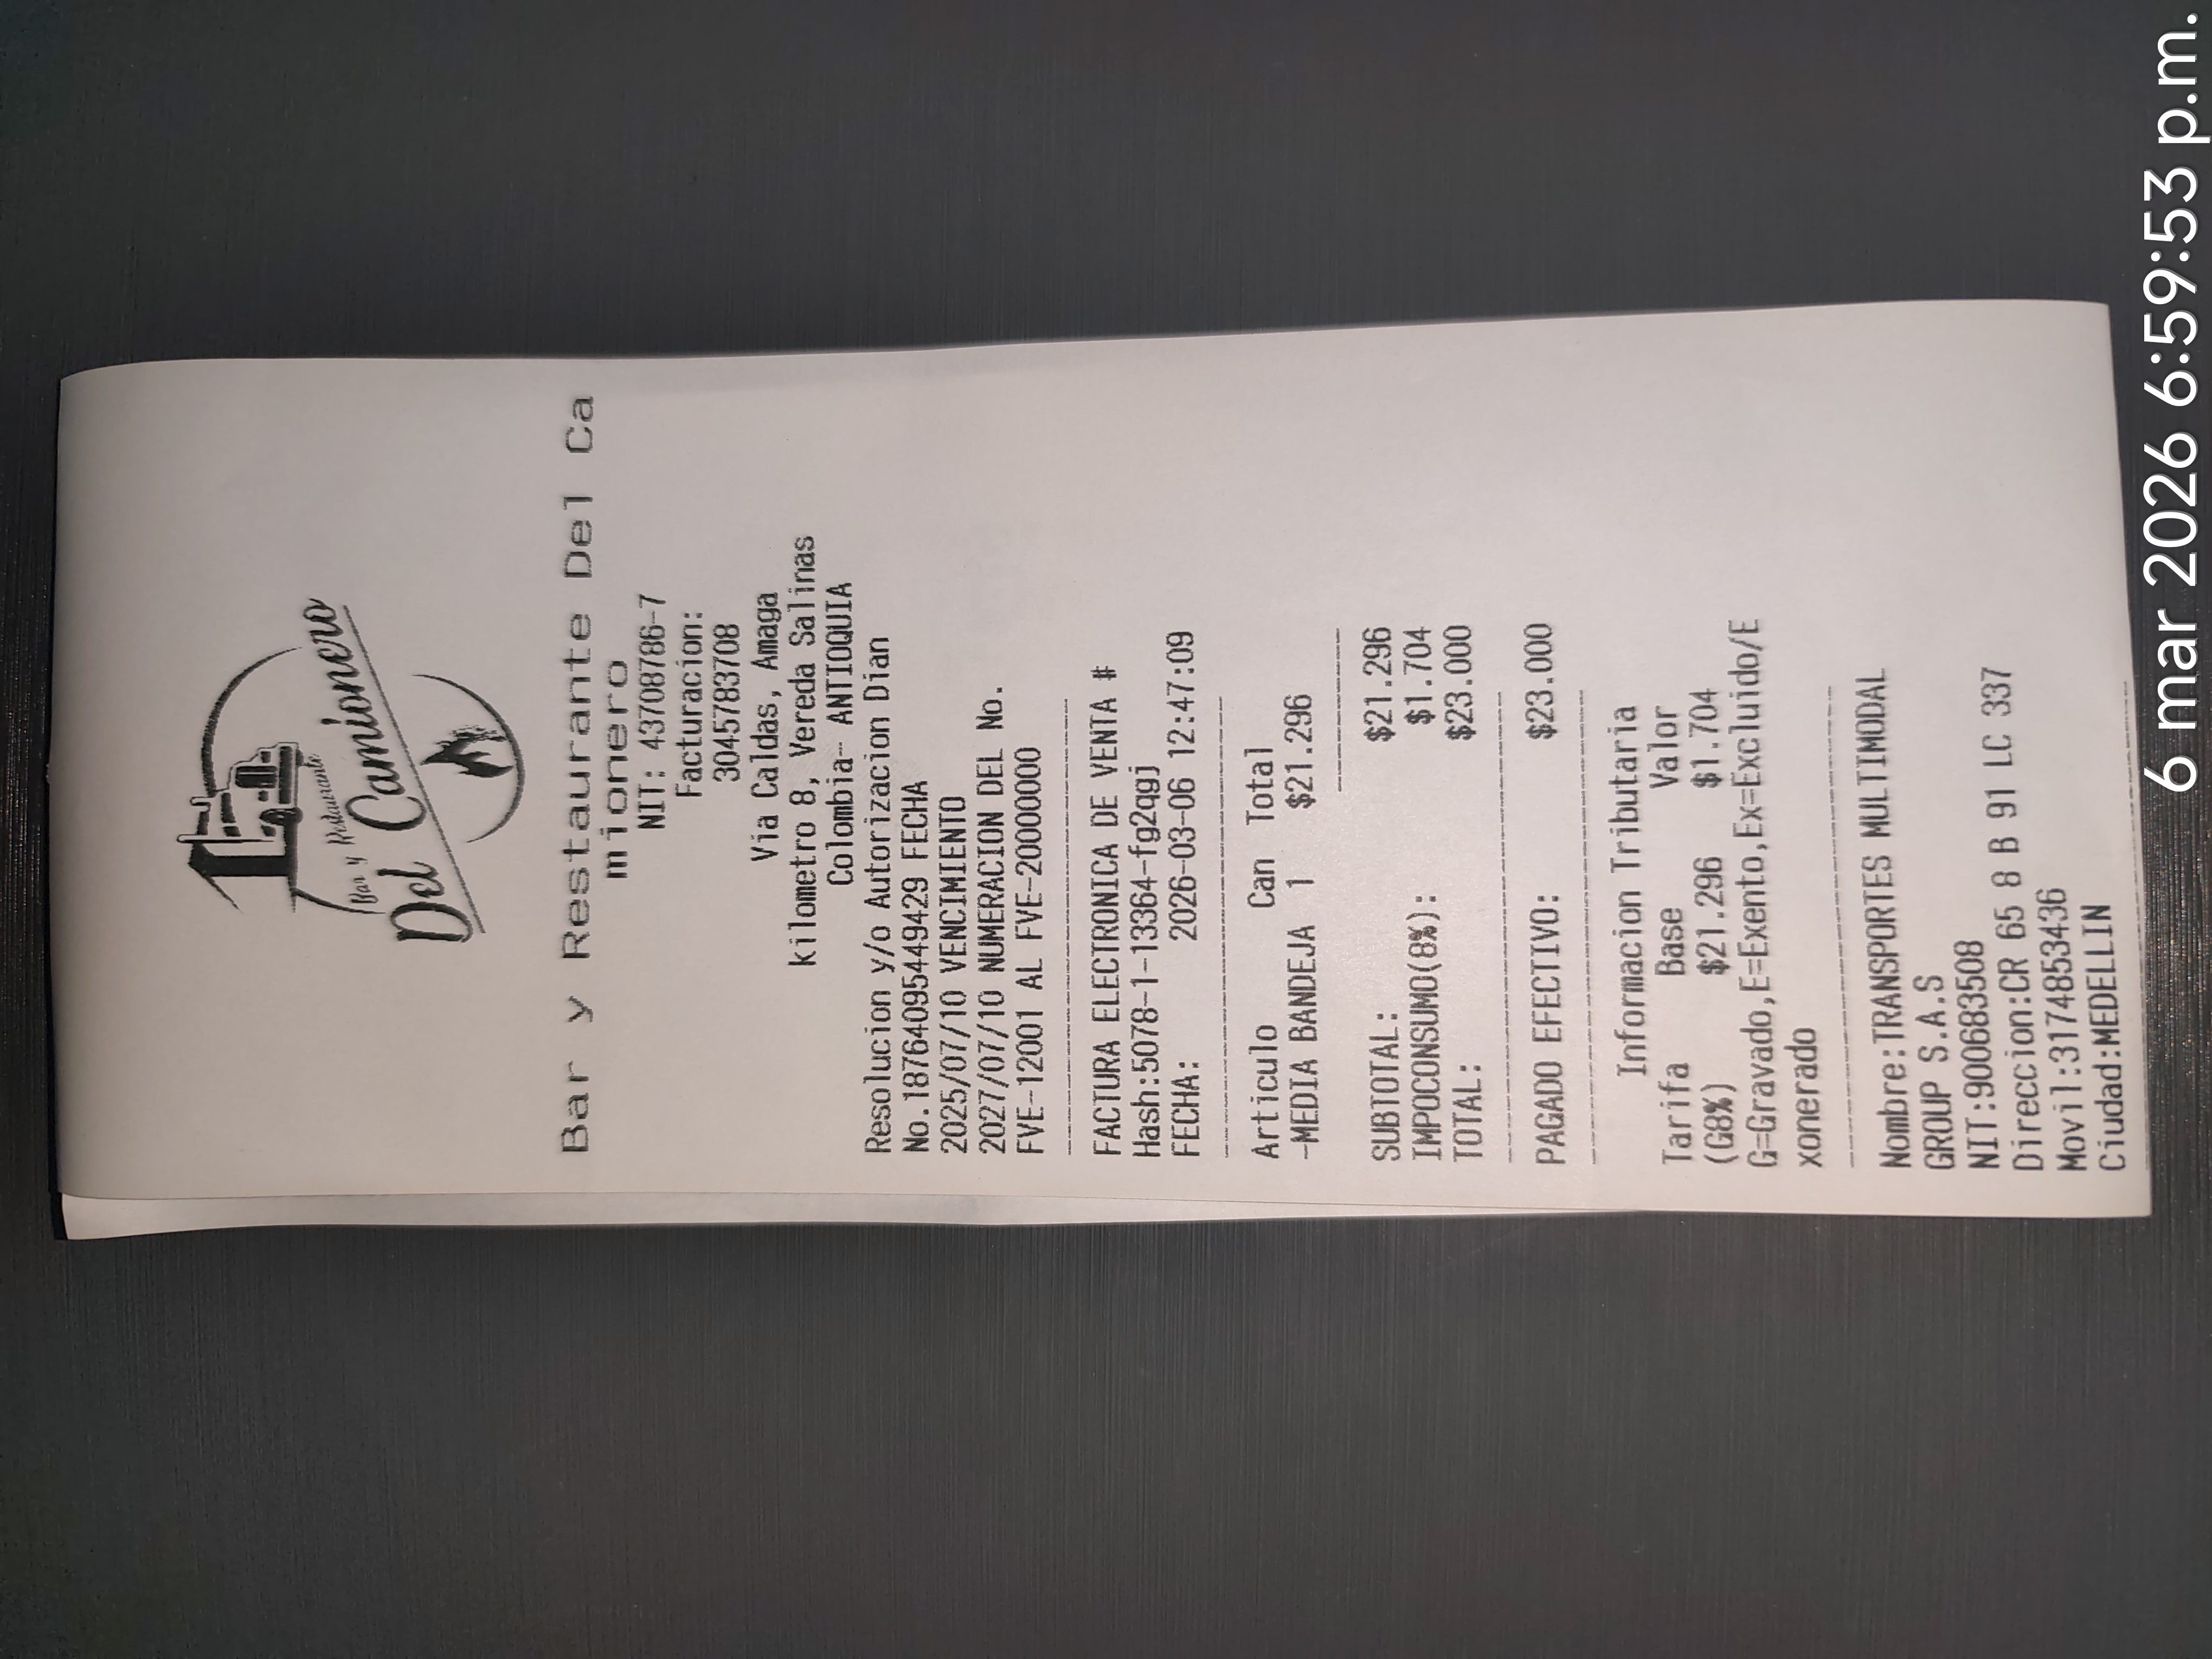 Bar y Restaurante
Del Camionero
Bar y Restaurante Del Ca
mionero
NIT: 43708786-7
Facturacion:
3045783708
Via Caldas, Amaga
kilometro 8, Vereda Salinas
Colombia- ANTIOQUIA
Resolucion y/o Autorizacion Dian
No.18764095449429 FECHA
2025/07/10 VENCIMIENTO
2027/07/10 NUMERACION DEL No.
FVE-12001 AL FVE-20000000
FACTURA ELECTRONICA DE VENTA #
Hash:5078-1-13364-fg2qgj
FECHA: 2026-03-06 12:47:09
Articulo Can Total
-MEDIA BANDEJA 1 $21.296
SUBTOTAL: $21.296
IMPOCONSUMO(8%): $1.704
TOTAL: $23.000
PAGADO EFECTIVO: $23.000
Informacion Tributaria
Tarifa Base Valor
(G8%) $21.296 $1.704
G=Gravado,E=Exento,Ex=Excluido/E
xonerado
Nombre:TRANSPORTES MULTIMODAL
GROUP S.A.S
NIT:900683508
Direccion:CR 65 8 B 91 LC 337
Movil:3174853436
Ciudad:MEDELLIN
6 mar 2026 6:59:53 p.m.